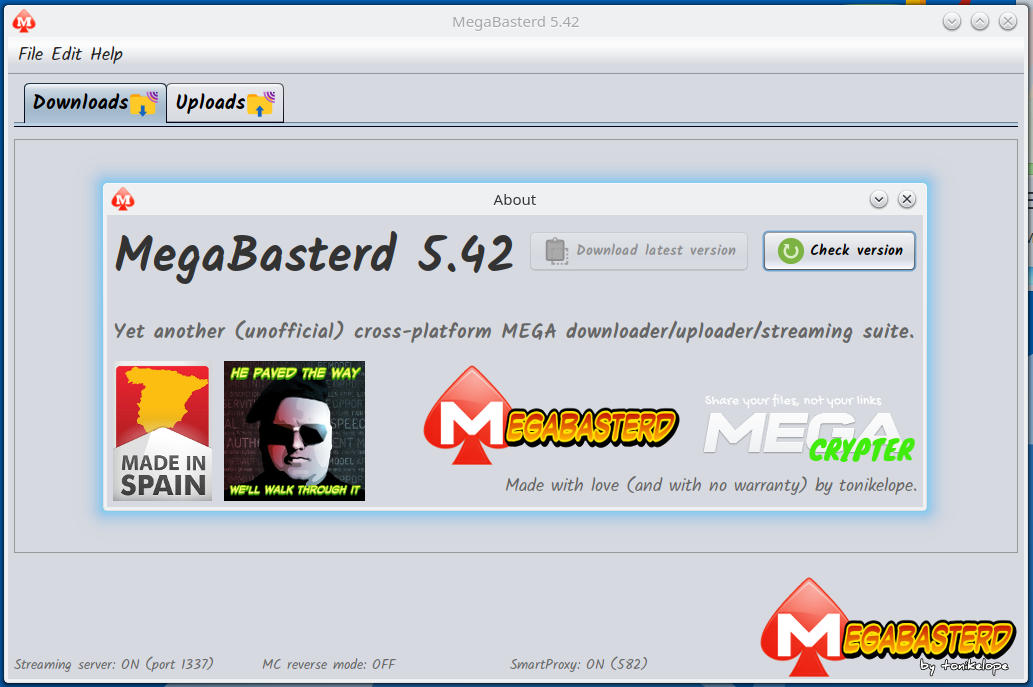 MegaBasterd 5.42
File Edit Help
Downloads
Uploads
About
MegaBasterd 5.42
Download latest version
Check version
Yet another (unofficial) cross-platform MEGA downloader/uploader/streaming suite.
MADE IN
SPAIN
HE PAVED THE WAY
WE'LL WALK THROUGH IT
MEGABASTERD
Share your files, not your links
MEGA
CRYPTER
Made with love (and with no warranty) by tonikelope.
MEGABASTERD
by tonikelope
Streaming server: ON (port 1337)
MC reverse mode: OFF
SmartProxy: ON (582)